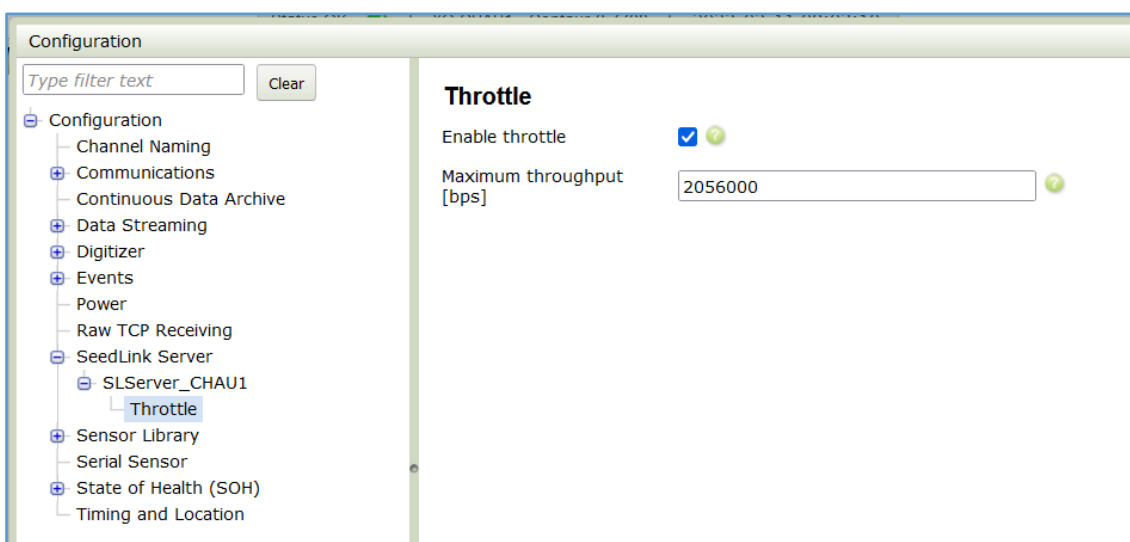 Configuration
Type filter text
Clear
Configuration
Channel Naming
Communications
Continuous Data Archive
Data Streaming
Digitizer
Events
Power
Raw TCP Receiving
SeedLink Server
SLServer_CHAU1
Throttle
Sensor Library
Serial Sensor
State of Health (SOH)
Timing and Location
Throttle
Enable throttle
Maximum throughput
[bps]
2056000